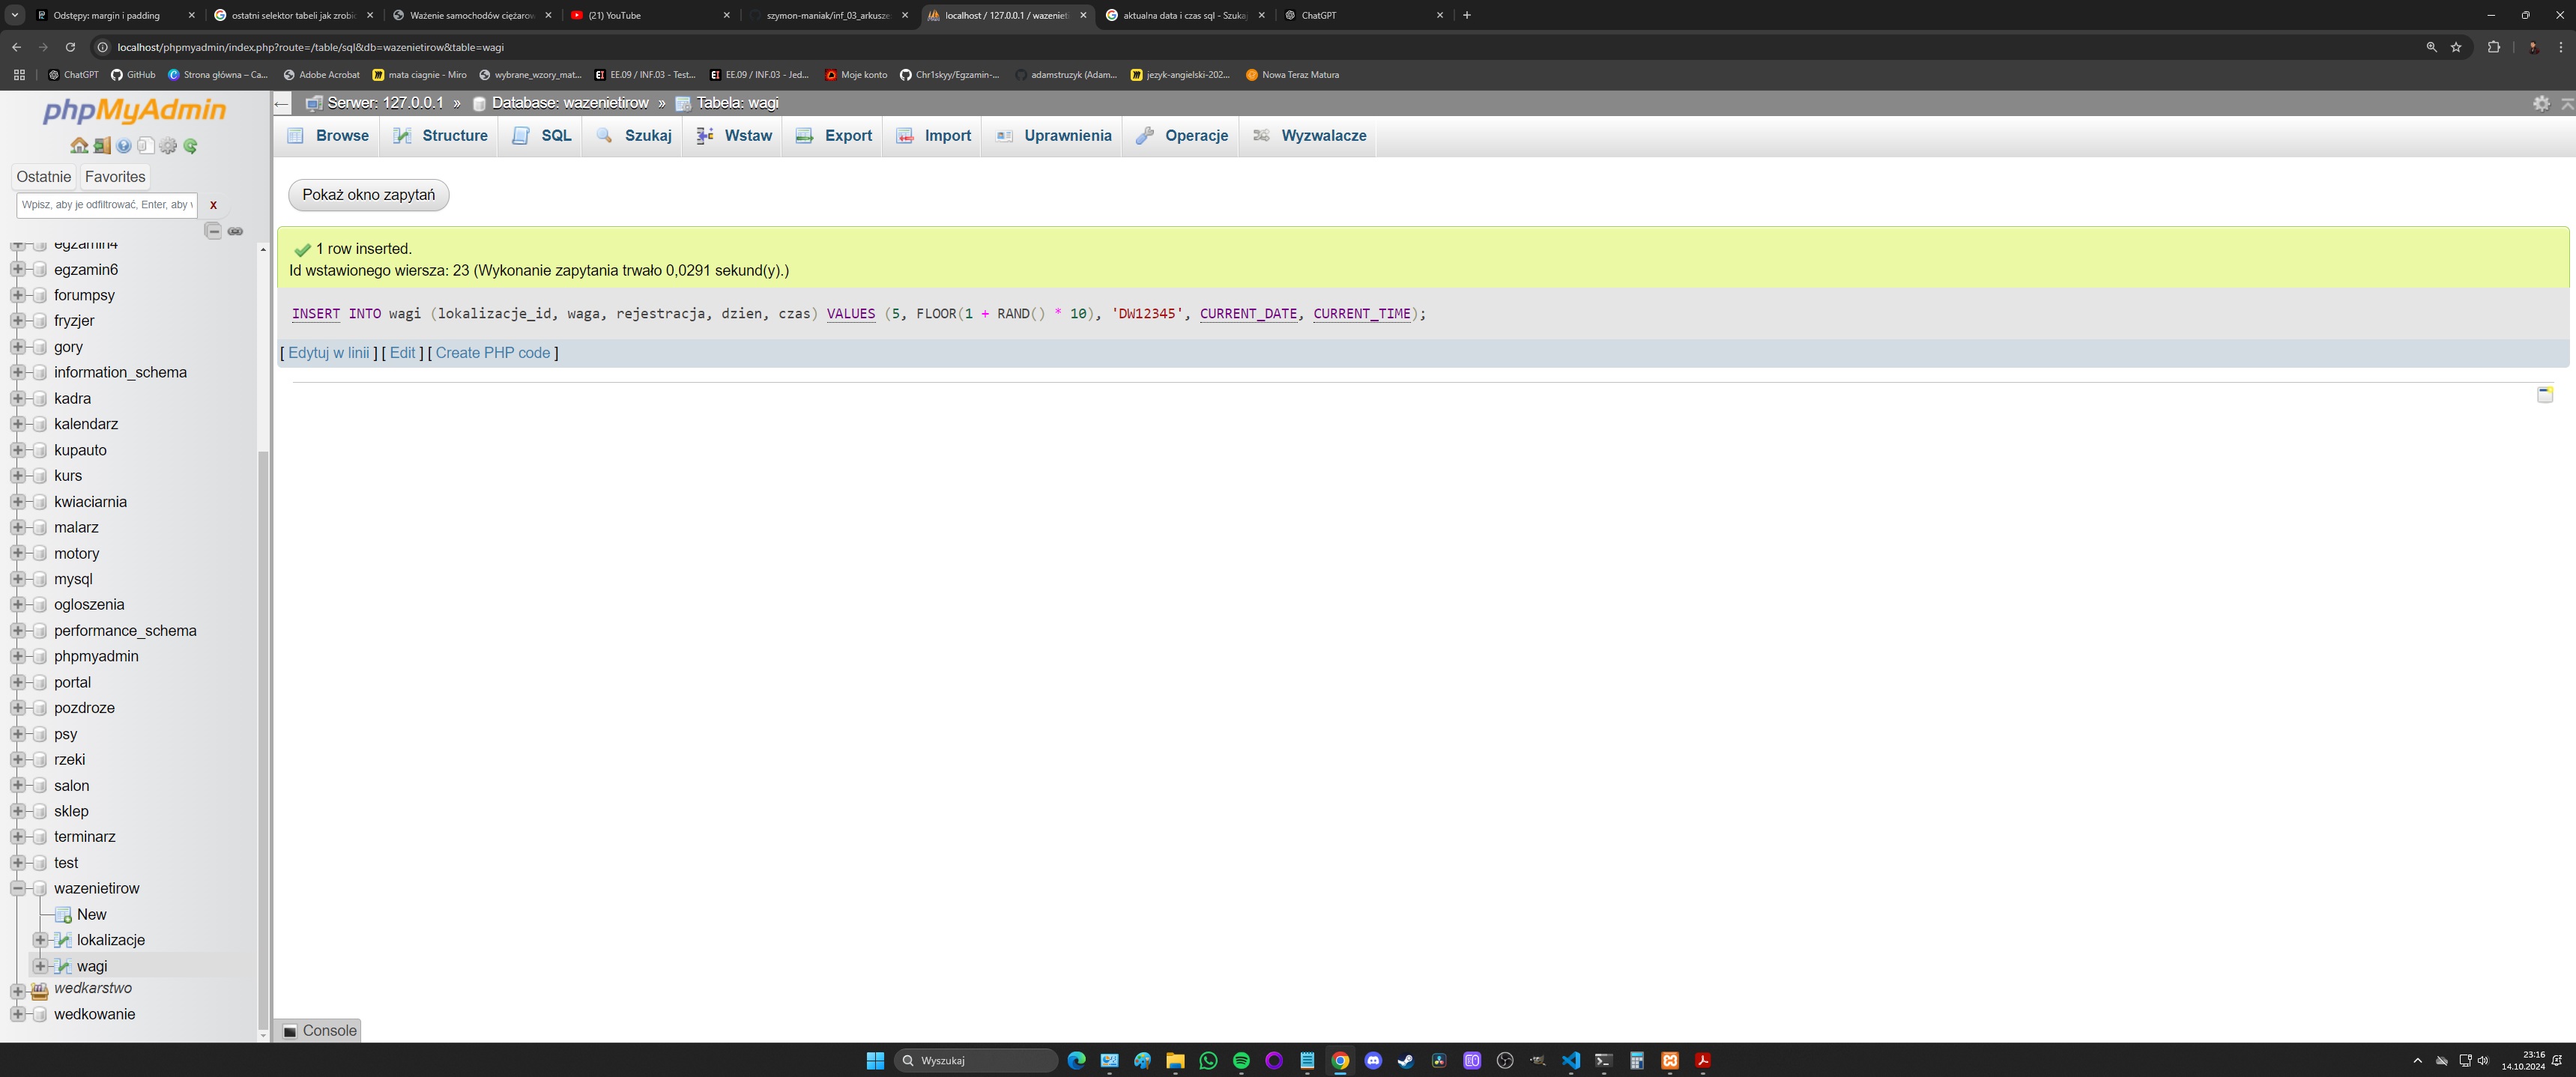 Odstępy: margin i padding
ostatni selektor tabeli jak zrobić
Ważenie samochodów ciężarow
(21) YouTube
szymon-maniak/inf_03_arkusze
localhost / 127.0.0.1 / wazenieti
aktualna data i czas sql - Szukaj
ChatGPT
localhost/phpmyadmin/index.php?route=/table/sql&db=wazenietirow&table=wagi
ChatGPT
GitHub
Strona główna – Ca...
Adobe Acrobat
mata ciagnie - Miro
wybrane_wzory_mat...
EE.09 / INF.03 - Test...
EE.09 / INF.03 - Jed...
Moje konto
Chr1skyy/Egzamin-...
adamstruzyk (Adam...
jezyk-angielski-202...
Nowa Teraz Matura
phpMyAdmin
Ostatnie
Favorites
Wpisz, aby je odfiltrować, Enter, aby
X
egzamin4
egzamin6
forumpsy
fryzjer
gory
information_schema
kadra
kalendarz
kupauto
kurs
kwiaciarnia
malarz
motory
mysql
ogloszenia
performance_schema
phpmyadmin
portal
pozdroze
psy
rzeki
salon
sklep
terminarz
test
wazenietirow
New
lokalizacje
wagi
wedkarstwo
wedkowanie
Serwer: 127.0.0.1 » Database: wazenietirow » Tabela: wagi
Browse
Structure
SQL
Szukaj
Wstaw
Export
Import
Uprawnienia
Operacje
Wyzwalacze
Pokaż okno zapytań
1 row inserted.
Id wstawionego wiersza: 23 (Wykonanie zapytania trwało 0,0291 sekund(y).)
INSERT INTO wagi (lokalizacje_id, waga, rejestracja, dzien, czas) VALUES (5, FLOOR(1 + RAND() * 10), 'DW12345', CURRENT_DATE, CURRENT_TIME);
[ Edytuj w linii ] [ Edit ] [ Create PHP code ]
Console
Wyszukaj
23:16
14.10.2024